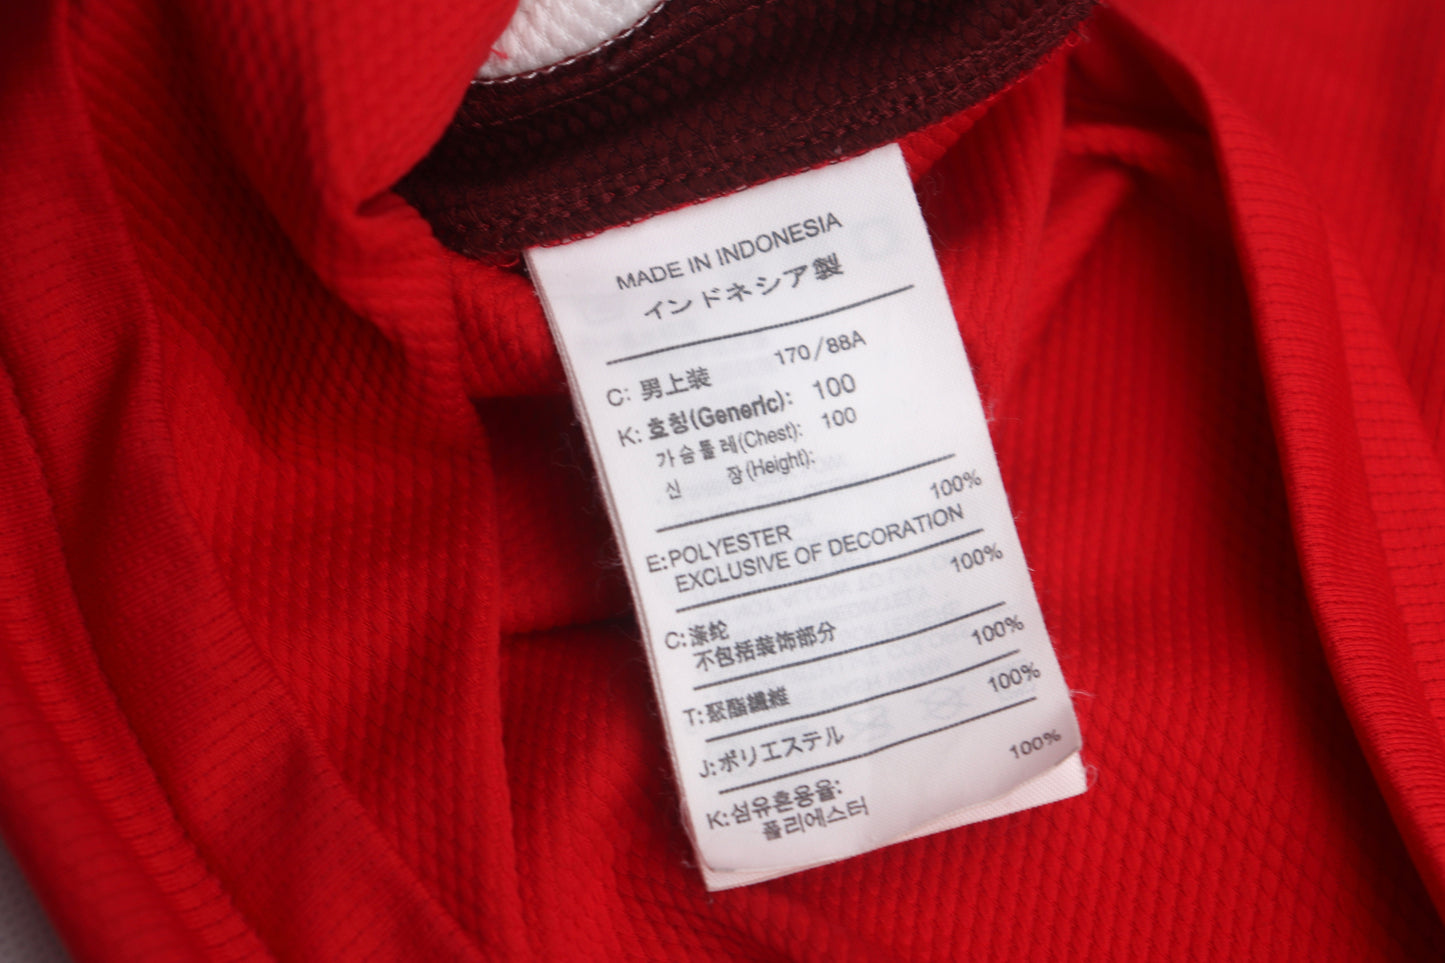 MADE IN INDONESIA
インドネシア製
C: 男上装 170/88A
K: 호칭(Generic): 100
가슴둘레(Chest): 100
신 장(Height):
100%
E:POLYESTER
EXCLUSIVE OF DECORATION
100%
C:涤纶
不包括装饰部分
100%
T:聚酯纖維
100%
J:ポリエステル
100%
K:섬유혼용율:
폴리에스터